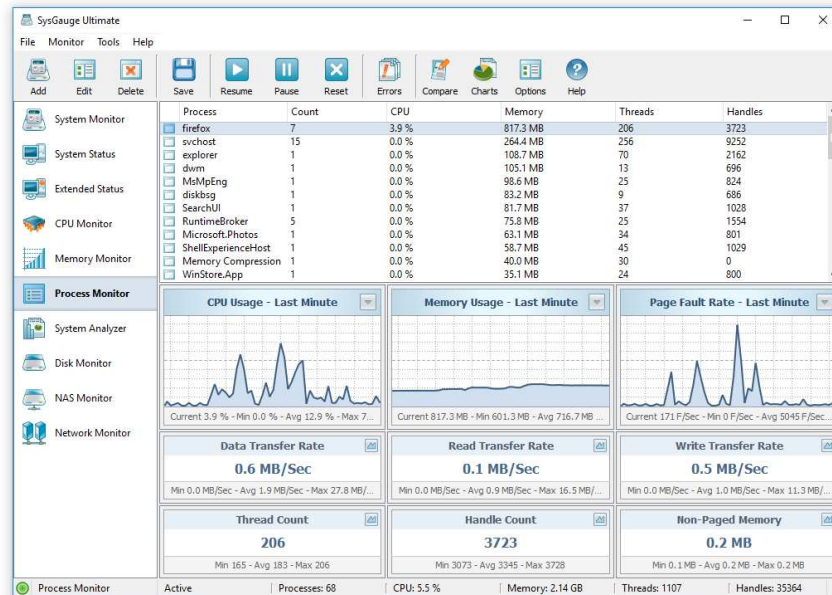 SysGauge Ultimate
File Monitor Tools Help
Add Edit Delete Save Resume Pause Reset Errors Compare Charts Options Help
System Monitor
System Status
Extended Status
CPU Monitor
Memory Monitor
Process Monitor
System Analyzer
Disk Monitor
NAS Monitor
Network Monitor
Process Count CPU Memory Threads Handles
firefox 7 3.9 % 817.3 MB 206 3723
svchost 15 0.0 % 264.4 MB 256 9252
explorer 1 0.0 % 108.7 MB 70 2162
dwm 1 0.0 % 105.1 MB 13 696
MsMpEng 1 0.0 % 98.6 MB 25 824
diskbsg 1 0.0 % 83.2 MB 9 686
SearchUI 1 0.0 % 81.7 MB 37 1028
RuntimeBroker 5 0.0 % 75.8 MB 25 1554
Microsoft.Photos 1 0.0 % 63.1 MB 34 801
ShellExperienceHost 1 0.0 % 58.7 MB 45 1029
Memory Compression 1 0.0 % 40.0 MB 30 0
WinStore.App 1 0.0 % 35.1 MB 24 800
CPU Usage - Last Minute Memory Usage - Last Minute Page Fault Rate - Last Minute
Current 3.9 % - Min 0.0 % - Avg 12.9 % - Max 7... Current 817.3 MB - Min 601.3 MB - Avg 716.7 MB ... Current 171 F/Sec - Min 0 F/Sec - Avg 5045 F/Sec...
Data Transfer Rate Read Transfer Rate Write Transfer Rate
0.6 MB/Sec 0.1 MB/Sec 0.5 MB/Sec
Min 0.0 MB/Sec - Avg 1.9 MB/Sec - Max 27.8 MB/... Min 0.0 MB/Sec - Avg 0.9 MB/Sec - Max 16.5 MB/... Min 0.0 MB/Sec - Avg 1.0 MB/Sec - Max 11.3 MB/...
Thread Count Handle Count Non-Paged Memory
206 3723 0.2 MB
Min 165 - Avg 183 - Max 206 Min 3073 - Avg 3345 - Max 3728 Min 0.1 MB - Avg 0.2 MB - Max 0.2 MB
Process Monitor Active Processes: 68 CPU: 5.5 % Memory: 2.14 GB Threads: 1107 Handles: 35364